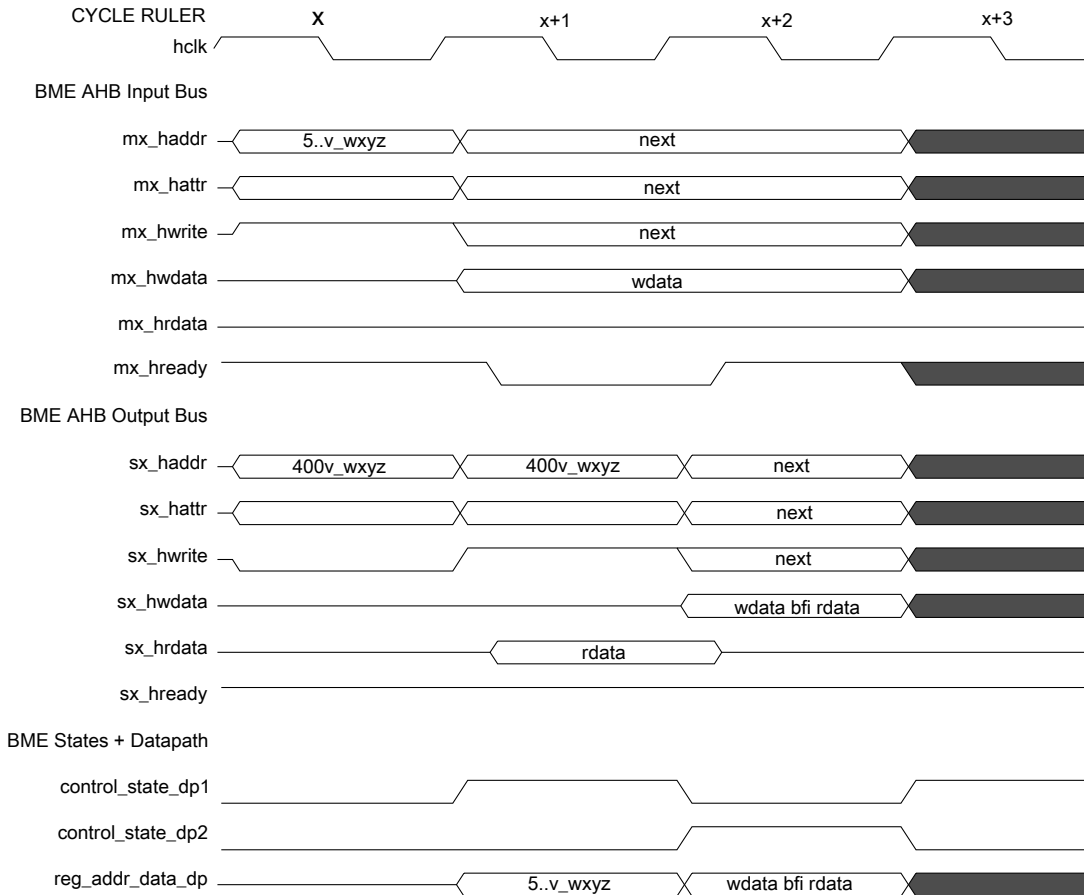 CYCLE RULER x x+1 x+2 x+3
hclk
BME AHB Input Bus
mx_haddr 5..v_wxyz next
mx_hattr next
mx_hwrite next
mx_hwdata wdata
mx_hrdata
mx_hready
BME AHB Output Bus
sx_haddr 400v_wxyz 400v_wxyz next
sx_hattr next
sx_hwrite next
sx_hwdata wdata bfi rdata
sx_hrdata rdata
sx_hready
BME States + Datapath
control_state_dp1
control_state_dp2
reg_addr_data_dp 5..v_wxyz wdata bfi rdata